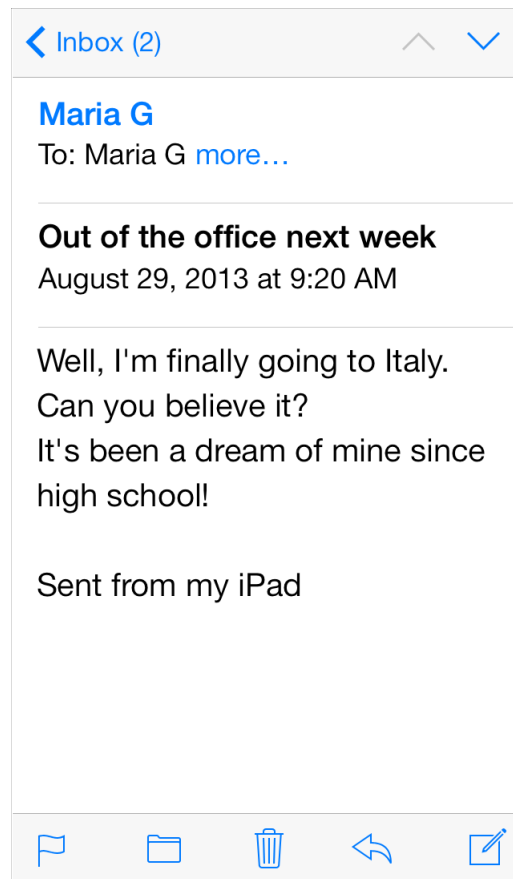 Inbox (2)
Maria G
To: Maria G more...
Out of the office next week
August 29, 2013 at 9:20 AM
Well, I'm finally going to Italy.
Can you believe it?
It's been a dream of mine since
high school!
Sent from my iPad